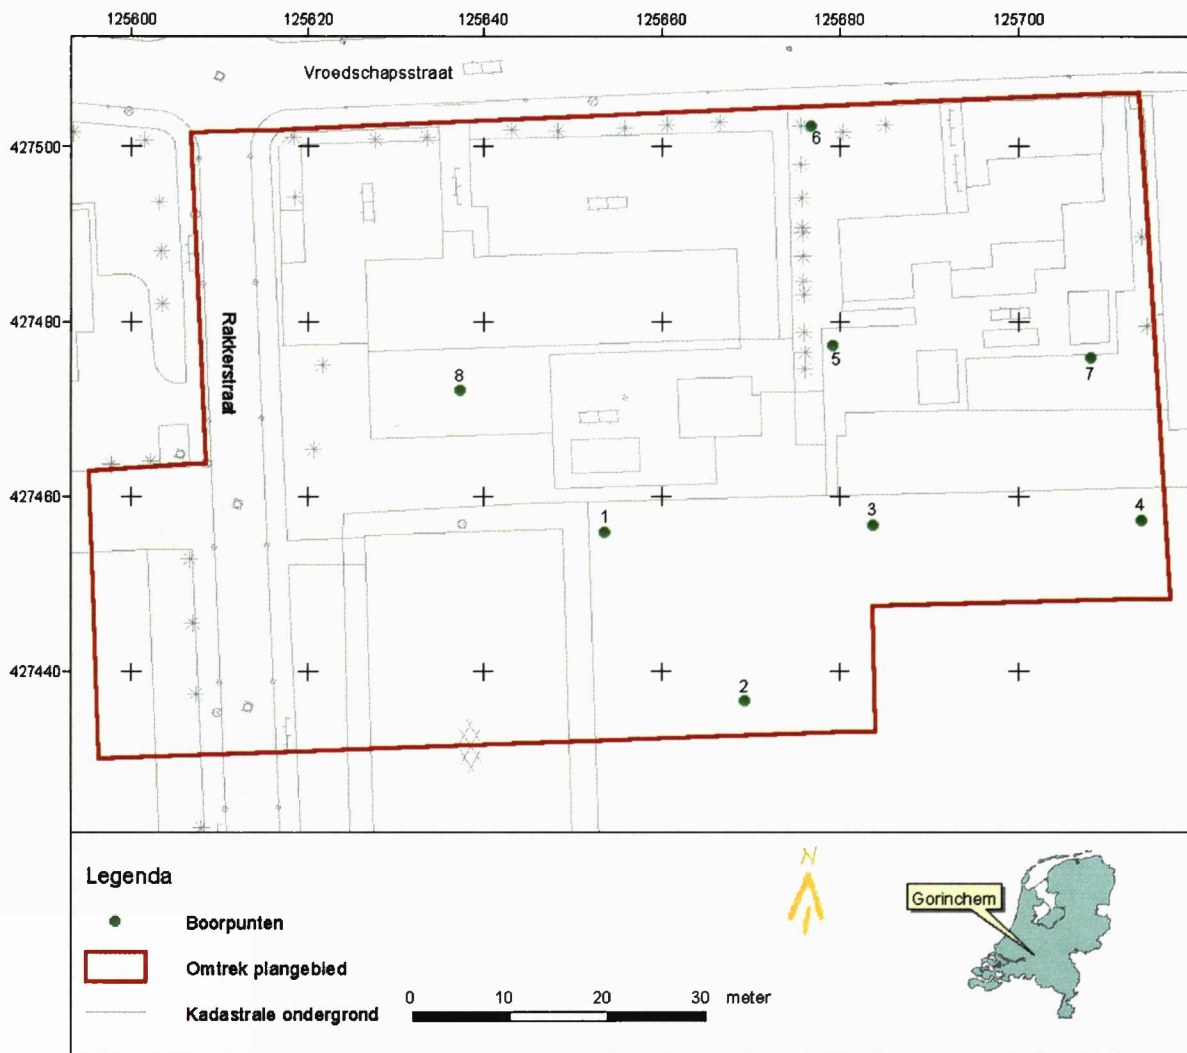 125600 125620 125640 125660 125680 125700
Vroedschapsstraat
6
427500
427480
Rakkerstraat
5
7
8
427460
1
3
4
427440
2
Legenda
N
Boorpunten
Gorinchem
Omtrek plangebied
0 10 20 30 meter
Kadastrale ondergrond